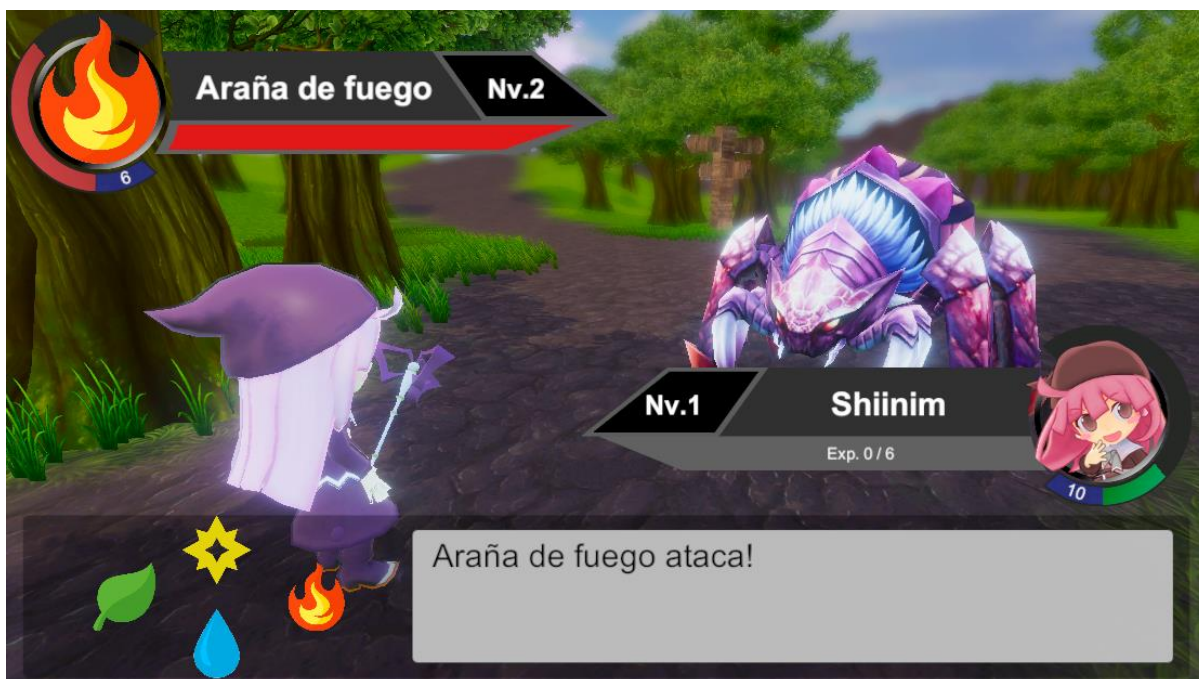 Araña de fuego
Nv.2
6
Nv.1
Shiinim
Exp. 0 / 6
10
Araña de fuego ataca!